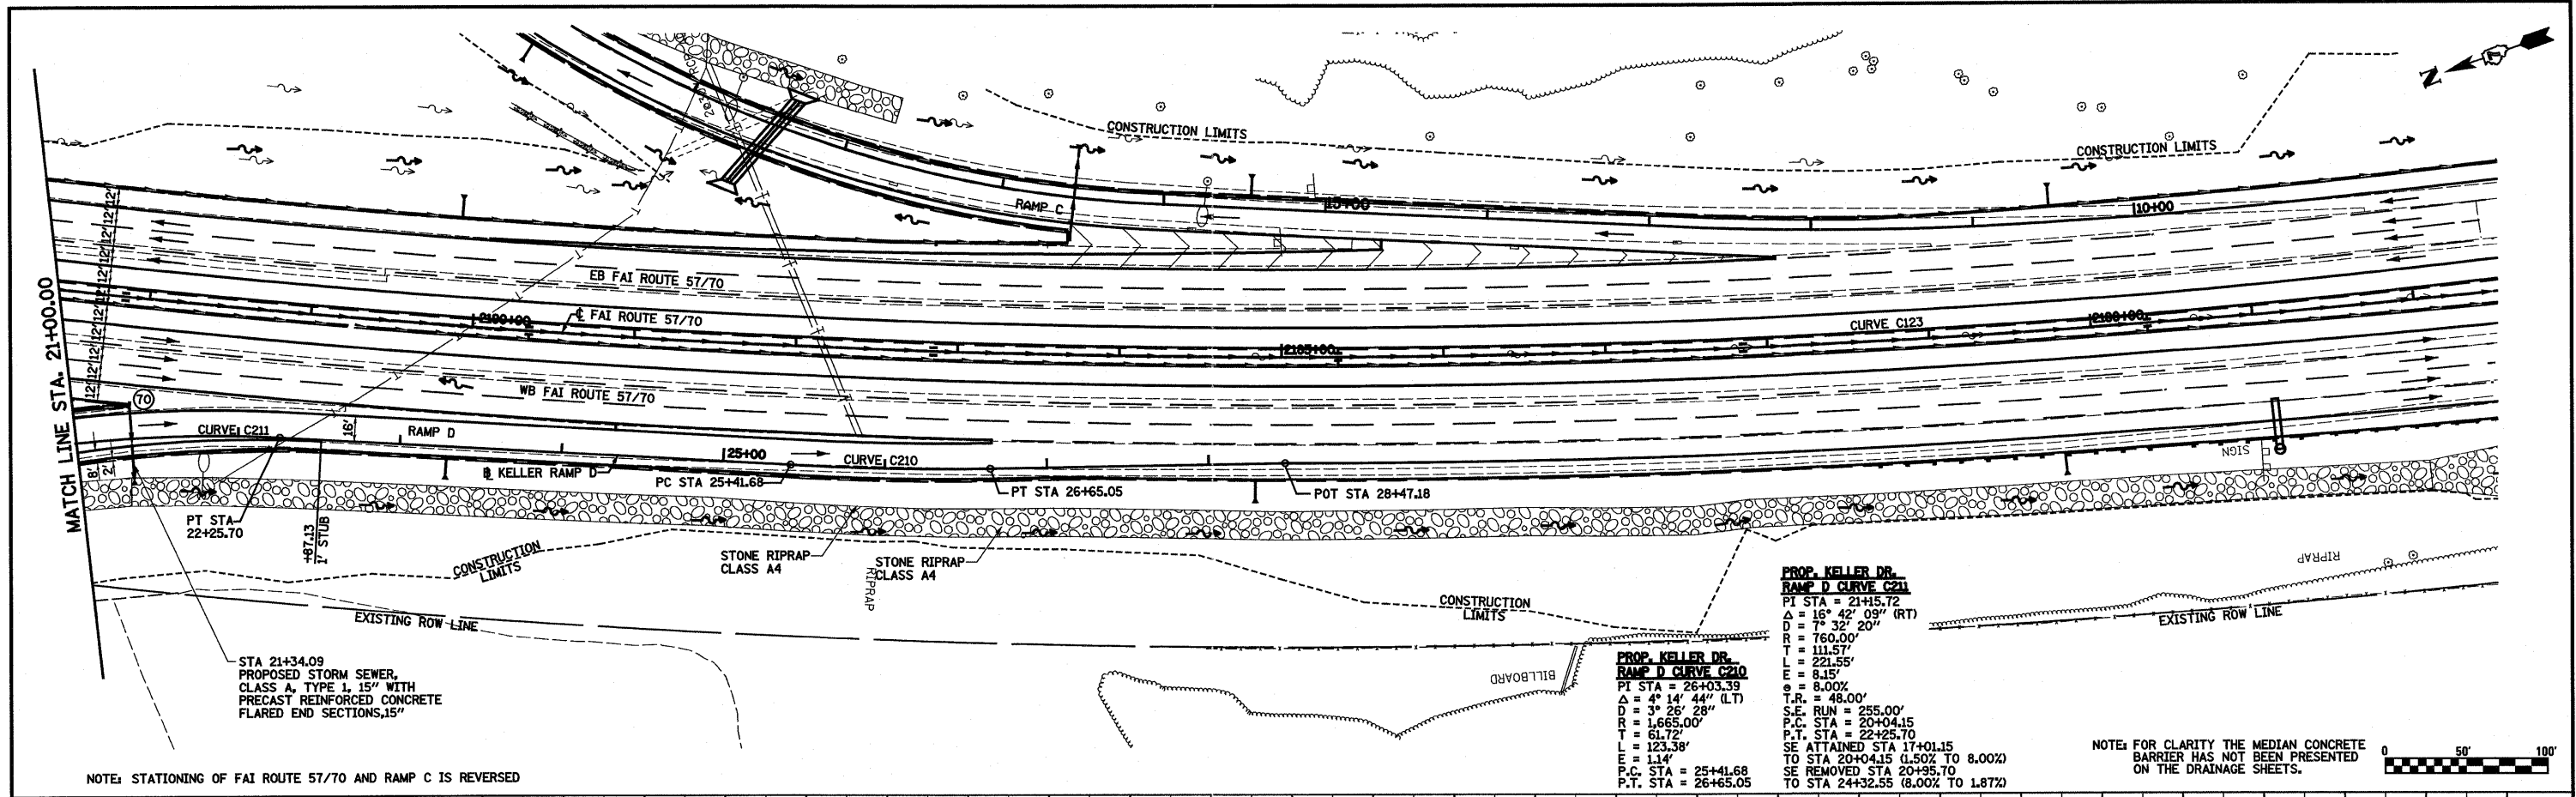 N
CONSTRUCTION LIMITS
CONSTRUCTION LIMITS
12' 12' 12' 12' 12' 12' 12' 12' 12' 12'
RAMP C
15+00
10+00
EB FAI ROUTE 57/70
2190+00
℄ FAI ROUTE 57/70
2185+00
CURVE C123
2180+00
WB FAI ROUTE 57/70
MATCH LINE STA. 21+00.00
70
CURVE C211
16'
RAMP D
25+00
CURVE C210
8'
2'
KELLER RAMP D
PC STA 25+41.68
PT STA 26+65.05
POT STA 28+47.18
SIGN
PT STA
22+25.70
+87.13
1' STUB
CONSTRUCTION
LIMITS
STONE RIPRAP
CLASS A4
STONE RIPRAP
CLASS A4
RIPRAP
RIPRAP
EXISTING ROW LINE
CONSTRUCTION
LIMITS
EXISTING ROW LINE
BILLBOARD
STA 21+34.09
PROPOSED STORM SEWER,
CLASS A, TYPE 1, 15" WITH
PRECAST REINFORCED CONCRETE
FLARED END SECTIONS,15"
PROP. KELLER DR.
RAMP D CURVE C210
PI STA = 26+03.39
Δ = 4° 14' 44" (LT)
D = 3° 26' 28"
R = 1,665.00'
T = 61.72'
L = 123.38'
E = 1.14'
P.C. STA = 25+41.68
P.T. STA = 26+65.05
PROP. KELLER DR.
RAMP D CURVE C211
PI STA = 21+15.72
Δ = 16° 42' 09" (RT)
D = 7° 32' 20"
R = 760.00'
T = 111.57'
L = 221.55'
E = 8.15'
e = 8.00%
T.R. = 48.00'
S.E. RUN = 255.00'
P.C. STA = 20+04.15
P.T. STA = 22+25.70
SE ATTAINED STA 17+01.15
TO STA 20+04.15 (1.50% TO 8.00%)
SE REMOVED STA 20+95.70
TO STA 24+32.55 (8.00% TO 1.87%)
NOTE: STATIONING OF FAI ROUTE 57/70 AND RAMP C IS REVERSED
NOTE: FOR CLARITY THE MEDIAN CONCRETE
BARRIER HAS NOT BEEN PRESENTED
ON THE DRAINAGE SHEETS.
0 50' 100'